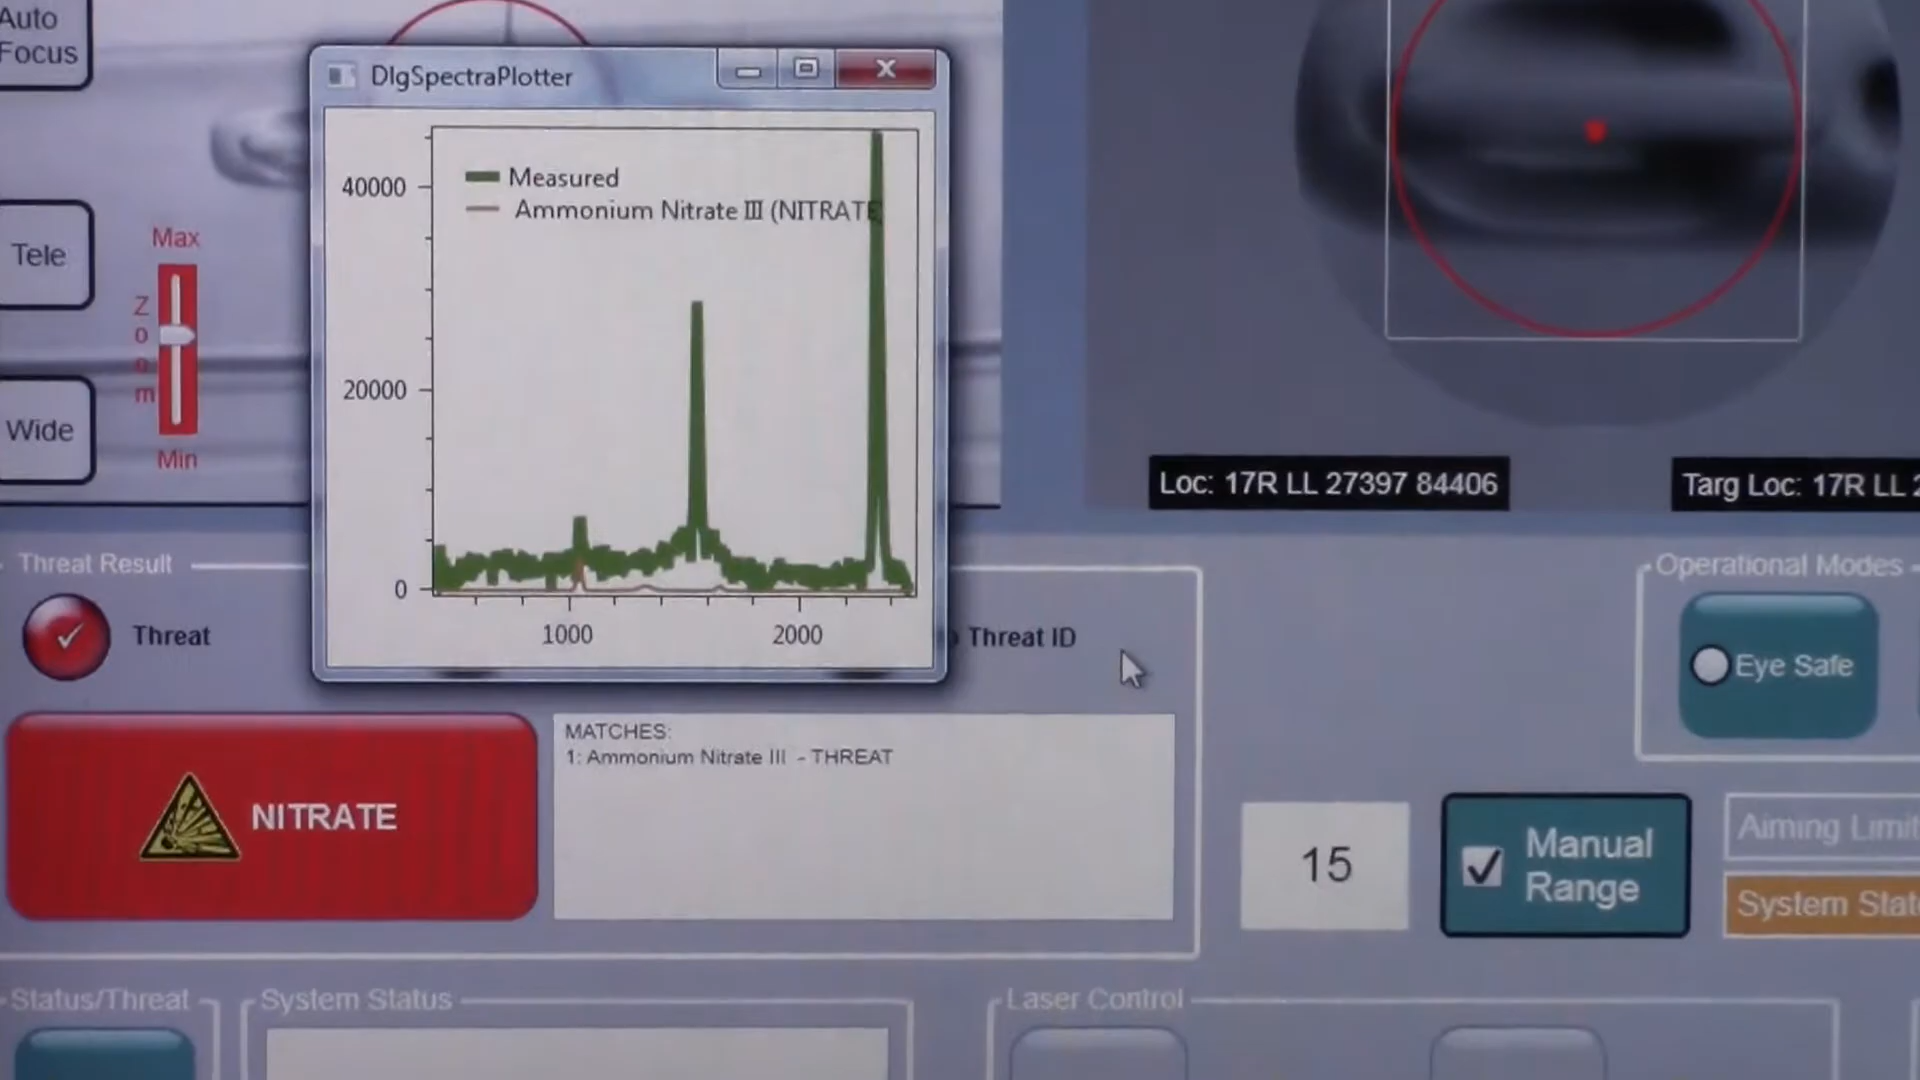 Auto
Focus
Tele
Wide
Max
Zoom
Min
DlgSpectraPlotter
Measured
Ammonium Nitrate III (NITRATE
40000
20000
0
1000
2000
Loc: 17R LL 27397 84406
Targ Loc: 17R LL 2
Threat Result
Threat
Threat ID
NITRATE
MATCHES:
1: Ammonium Nitrate III - THREAT
Operational Modes
Eye Safe
15
Manual
Range
Aiming Limit
System Stat
Status/Threat
System Status
Laser Control